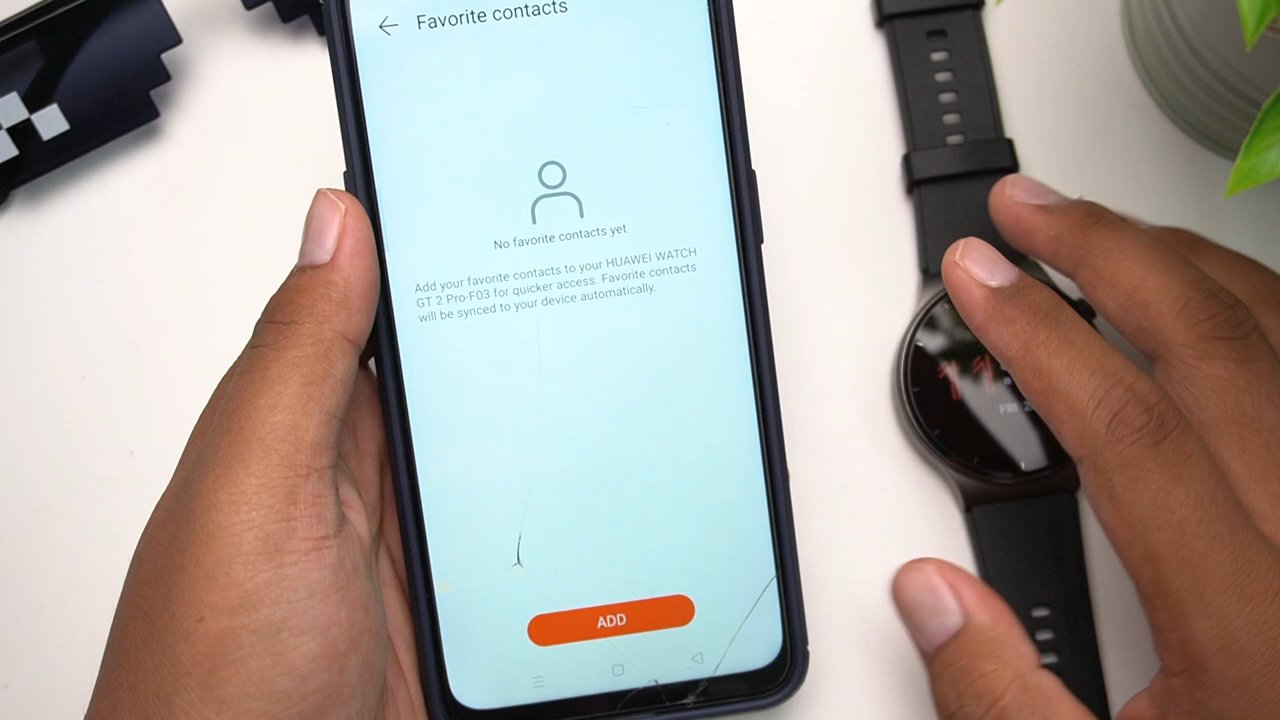 Favorite contacts
No favorite contacts yet
Add your favorite contacts to your HUAWEI WATCH
GT 2 Pro-F03 for quicker access. Favorite contacts
will be synced to your device automatically.
ADD
FRI